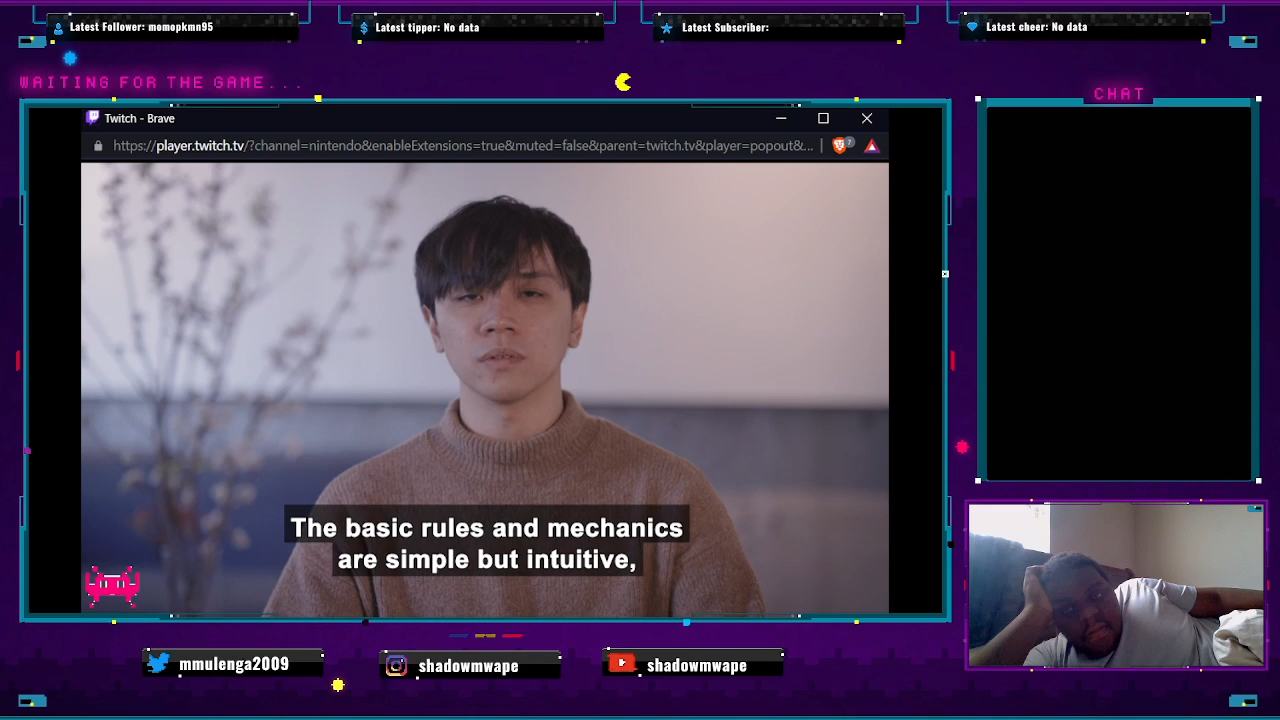 Latest Follower: momopkmn95
Latest tipper: No data
Latest Subscriber:
Latest cheer: No data
WAITING FOR THE GAME...
CHAT
Twitch - Brave
https://player.twitch.tv/?channel=nintendo&enableExtensions=true&muted=false&parent=twitch.tv&player=popout&...
7
The basic rules and mechanics
are simple but intuitive,
mmulenga2009
shadowmwape
shadowmwape